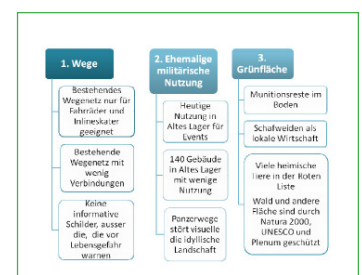 1. Wege
Bestehendes
Wegenetz nur für
Fahrräder und
Inlineskater
geeignet
Bestehende
Wegenetz mit
wenig
Verbindungen
Keine
informative
Schilder, ausser
die, die vor
Lebensgefahr
warnen
2. Ehemalige
militärische
Nutzung
Heutige
Nutzung in
Altes Lager für
Events
140 Gebäude
in Altes Lager
mit wenige
Nutzung
Panzerwege
stört visuelle
die idyllische
Landschaft
3.
Grünfläche
Munitionsreste im
Boden
Schafweiden als
lokale Wirtschaft
Viele heimische
tiere in der Roten
Liste
Wald und andere
Fläche sind durch
Natura 2000,
UNESCO und
Plenum geschützt